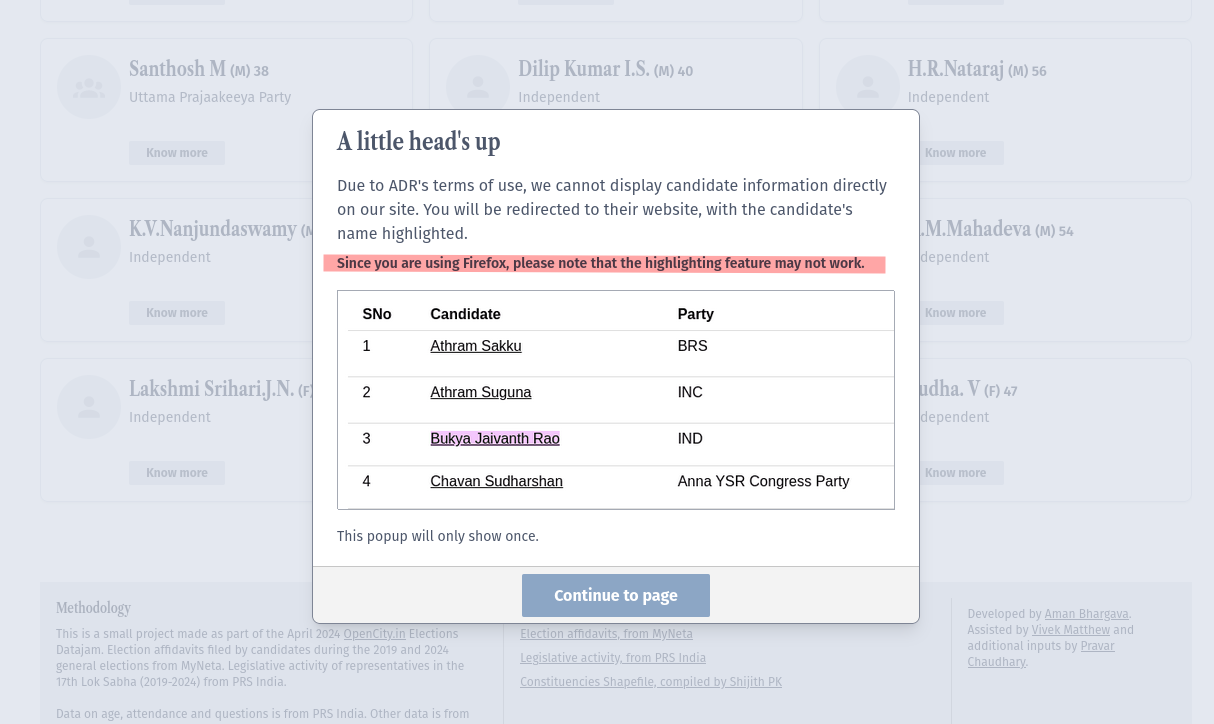 Santhosh M (M) 38
Uttama Prajaakeeya Party
Know more
Dilip Kumar I.S. (M) 40
Independent
H.R.Nataraj (M) 56
Independent
Know more
K.V.Nanjundaswamy (M
Independent
Know more
.M.Mahadeva (M) 54
Independent
Know more
Lakshmi Srihari.J.N. (F)
Independent
Know more
udha. V (F) 47
Independent
Know more
A little head's up
Due to ADR's terms of use, we cannot display candidate information directly
on our site. You will be redirected to their website, with the candidate's
name highlighted.
Since you are using Firefox, please note that the highlighting feature may not work.
SNo Candidate Party
1 Athram Sakku BRS
2 Athram Suguna INC
3 Bukya Jaivanth Rao IND
4 Chavan Sudharshan Anna YSR Congress Party
This popup will only show once.
Continue to page
Methodology
This is a small project made as part of the April 2024 OpenCity.in Elections
Datajam. Election affidavits filed by candidates during the 2019 and 2024
general elections from MyNeta. Legislative activity of representatives in the
17th Lok Sabha (2019-2024) from PRS India.
Data on age, attendance and questions is from PRS India. Other data is from
Election affidavits, from MyNeta
Legislative activity, from PRS India
Constituencies Shapefile, compiled by Shijith PK
Developed by Aman Bhargava.
Assisted by Vivek Matthew and
additional inputs by Pravar
Chaudhary.